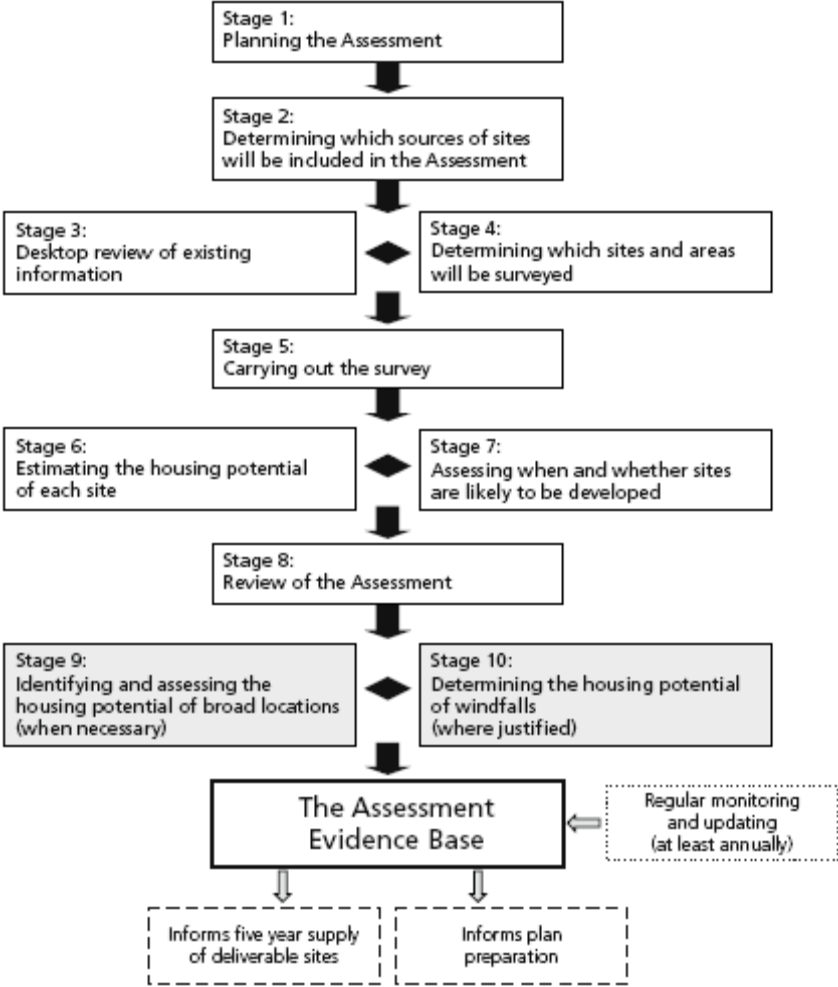 Stage 1:
Planning the Assessment
Stage 2:
Determining which sources of sites
will be included in the Assessment
Stage 3:
Desktop review of existing
information
Stage 4:
Determining which sites and areas
will be surveyed
Stage 5:
Carrying out the survey
Stage 6:
Estimating the housing potential
of each site
Stage 7:
Assessing when and whether sites
are likely to be developed
Stage 8:
Review of the Assessment
Stage 9:
Identifying and assessing the
housing potential of broad locations
(when necessary)
Stage 10:
Determining the housing potential
of windfalls
(where justified)
The Assessment
Evidence Base
Regular monitoring
and updating
(at least annually)
Informs five year supply
of deliverable sites
Informs plan
preparation